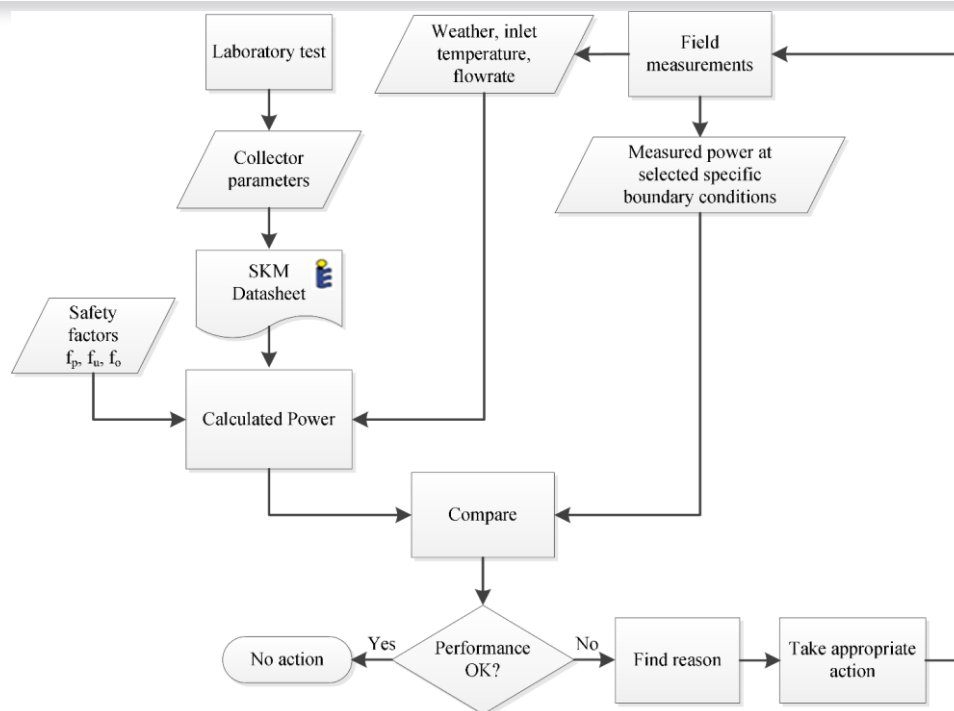 Laboratory test
Weather, inlet
temperature,
flowrate
Field
measurements
Collector
parameters
Measured power at
selected specific
boundary conditions
SKM
Datasheet
Safety
factors
fp, fu, fo
Calculated Power
Compare
Performance
OK?
Yes
No
No action
Find reason
Take appropriate
action